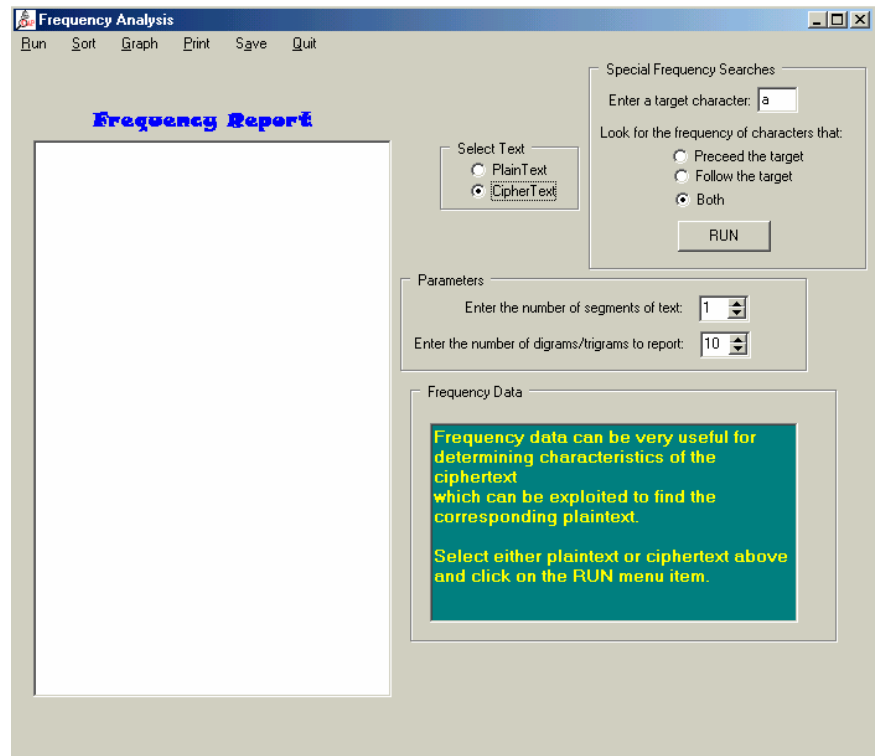 Frequency Analysis
Run Sort Graph Print Save Quit
Frequency Report
Select Text
PlainText
CipherText
Special Frequency Searches
Enter a target character: a
Look for the frequency of characters that:
Preceed the target
Follow the target
Both
RUN
Parameters
Enter the number of segments of text: 1
Enter the number of digrams/trigrams to report: 10
Frequency Data
Frequency data can be very useful for
determining characteristics of the
ciphertext
which can be exploited to find the
corresponding plaintext.
Select either plaintext or ciphertext above
and click on the RUN menu item.